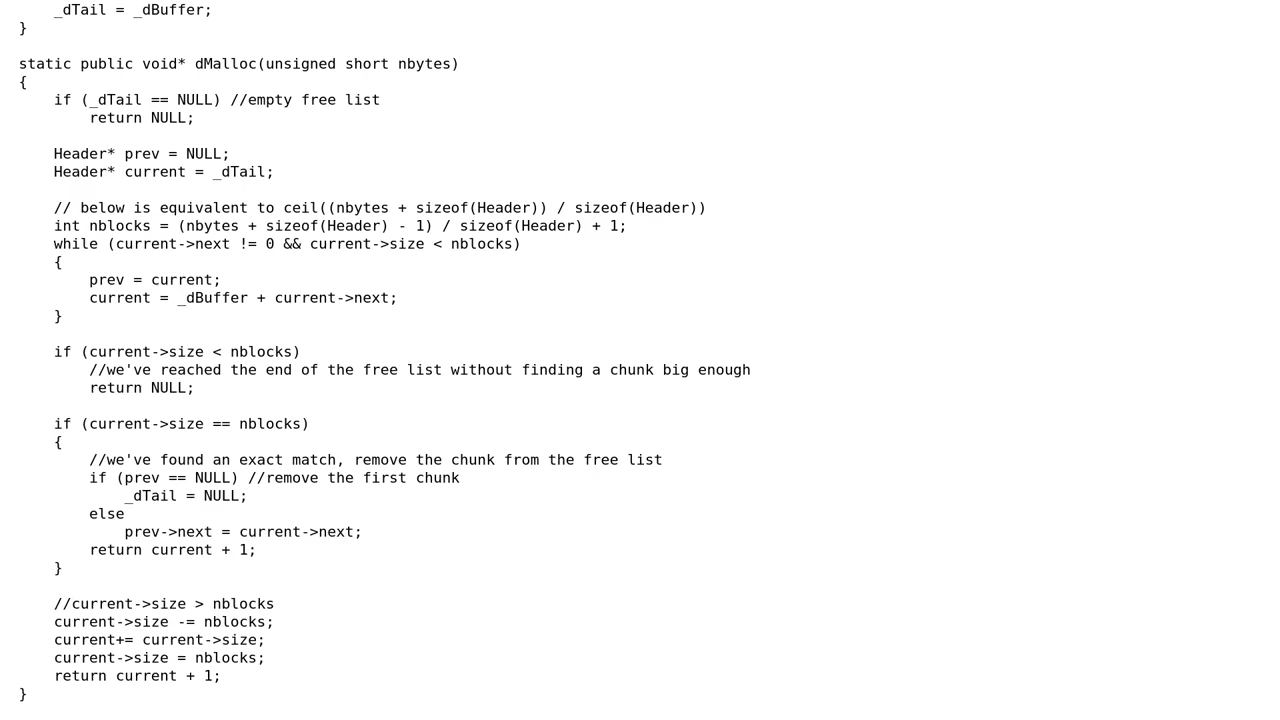 _dTail = _dBuffer;
}

static public void* dMalloc(unsigned short nbytes)
{
    if (_dTail == NULL) //empty free list
        return NULL;

    Header* prev = NULL;
    Header* current = _dTail;

    // below is equivalent to ceil((nbytes + sizeof(Header)) / sizeof(Header))
    int nblocks = (nbytes + sizeof(Header) - 1) / sizeof(Header) + 1;
    while (current->next != 0 && current->size < nblocks)
    {
        prev = current;
        current = _dBuffer + current->next;
    }

    if (current->size < nblocks)
        //we've reached the end of the free list without finding a chunk big enough
        return NULL;

    if (current->size == nblocks)
    {
        //we've found an exact match, remove the chunk from the free list
        if (prev == NULL) //remove the first chunk
            _dTail = NULL;
        else
            prev->next = current->next;
        return current + 1;
    }

    //current->size > nblocks
    current->size -= nblocks;
    current+= current->size;
    current->size = nblocks;
    return current + 1;
}